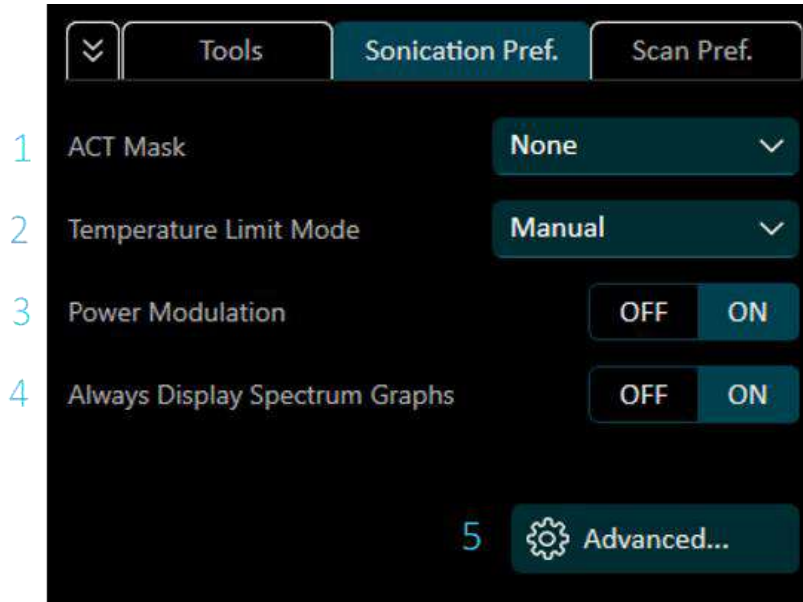 Tools Sonication Pref. Scan Pref.
1 ACT Mask None
2 Temperature Limit Mode Manual
3 Power Modulation OFF ON
4 Always Display Spectrum Graphs OFF ON
5 Advanced...